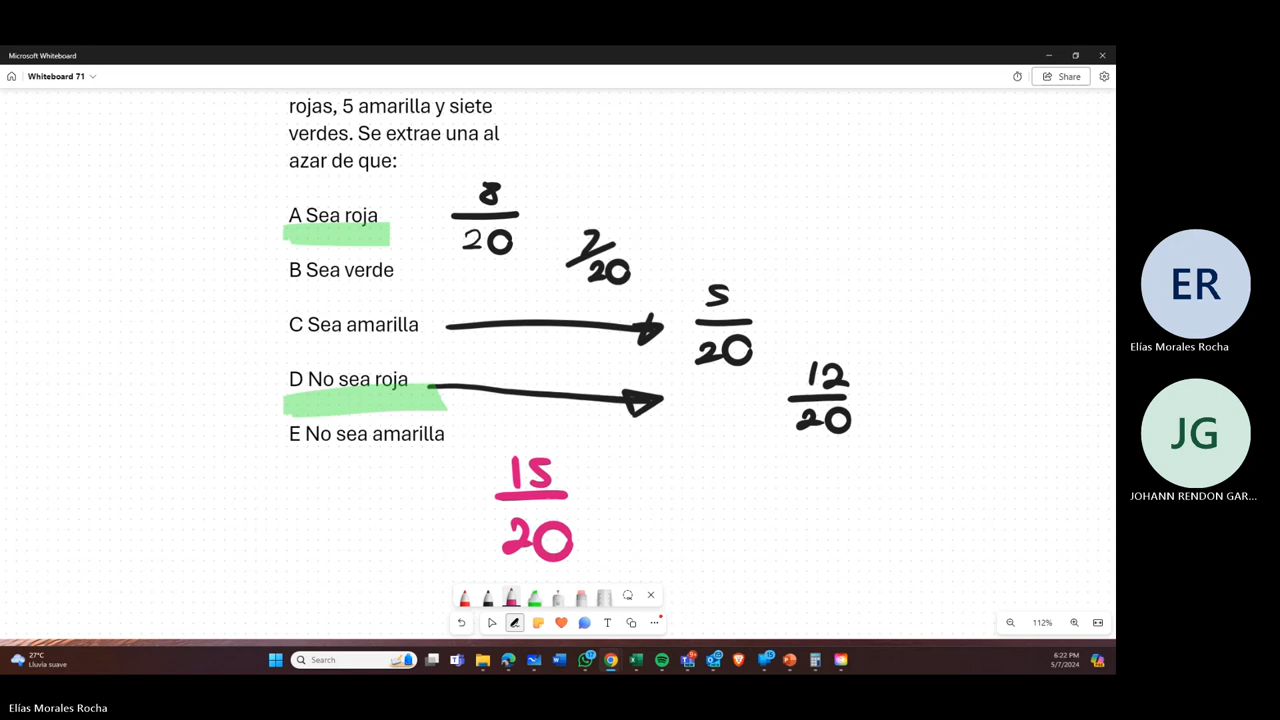 Microsoft Whiteboard
Whiteboard 71
Share
rojas, 5 amarilla y siete
verdes. Se extrae una al
azar de que:
A Sea roja
8
20
B Sea verde
7
20
C Sea amarilla
5
20
D No sea roja
12
20
E No sea amarilla
15
20
ER
Elías Morales Rocha
JG
JOHANN RENDON GAR...
112%
27°C
Lluvia suave
Search
6:22 PM
5/7/2024
Elías Morales Rocha